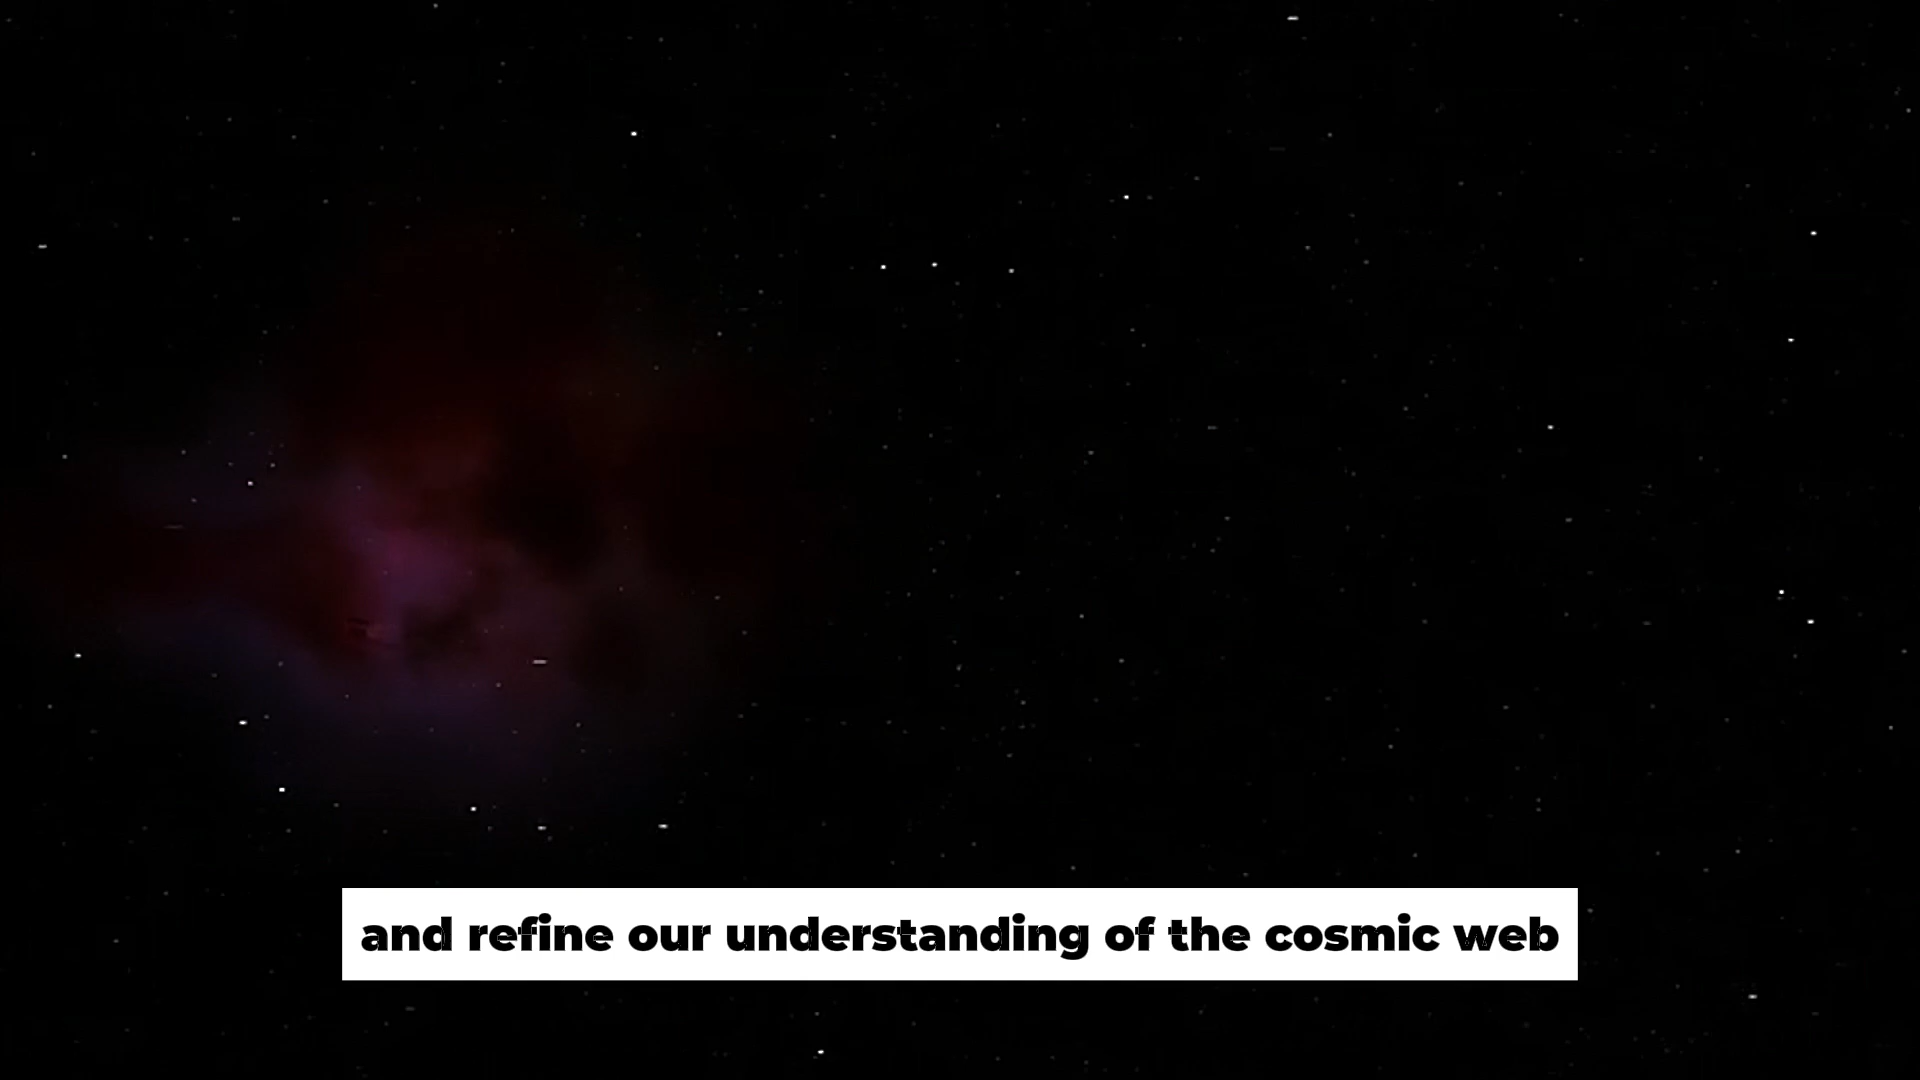 and refine our understanding of the cosmic web